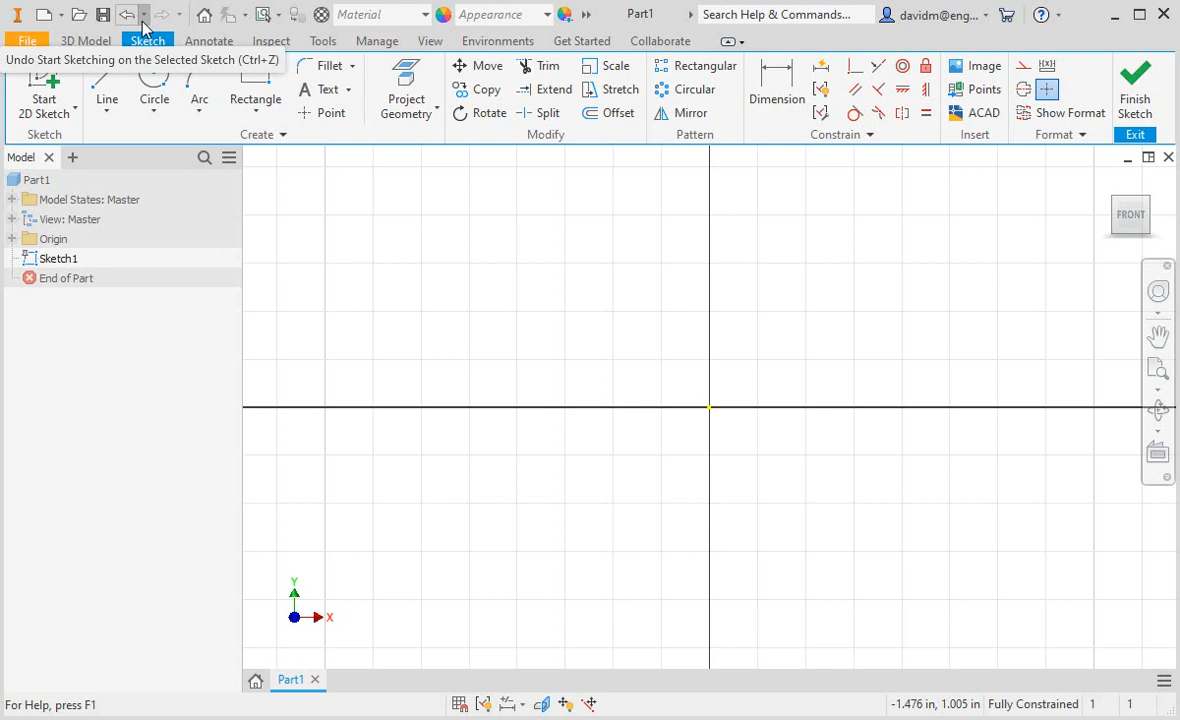 Material
Appearance
Part1
Search Help & Commands...
davidm@eng...
File
3D Model
Sketch
Annotate
Inspect
Tools
Manage
View
Environments
Get Started
Collaborate
Undo Start Sketching on the Selected Sketch (Ctrl+Z)
Start
2D Sketch
Sketch
Line
Circle
Arc
Rectangle
Fillet
Text
Point
Create
Project
Geometry
Move
Copy
Rotate
Trim
Extend
Split
Scale
Stretch
Offset
Modify
Rectangular
Circular
Mirror
Pattern
Dimension
Constrain
Image
Points
ACAD
Insert
Show Format
Format
Finish
Sketch
Exit
Model
Part1
Model States: Master
View: Master
Origin
Sketch1
End of Part
FRONT
Y
X
Part1
For Help, press F1
-1.476 in, 1.005 in
Fully Constrained
1
1